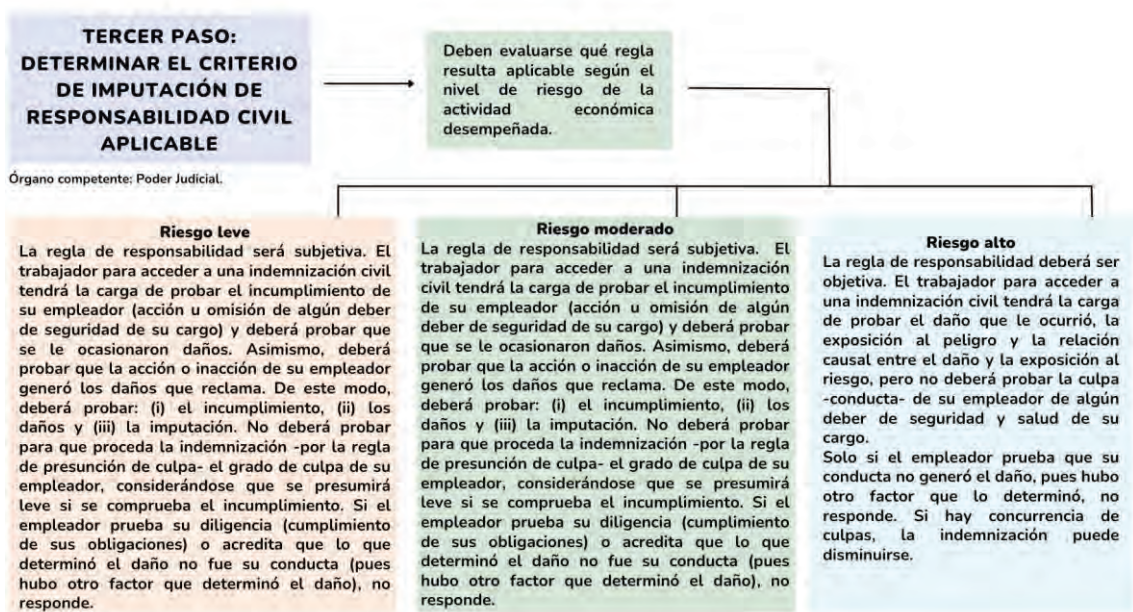 TERCER PASO:
DETERMINAR EL CRITERIO
DE IMPUTACIÓN DE
RESPONSABILIDAD CIVIL
APLICABLE
Órgano competente: Poder Judicial.
Deben evaluarse qué regla
resulta aplicable según el
nivel de riesgo de la
actividad económica
desempeñada.
Riesgo leve
La regla de responsabilidad será subjetiva. El
trabajador para acceder a una indemnización civil
tendrá la carga de probar el incumplimiento de
su empleador (acción u omisión de algún deber
de seguridad de su cargo) y deberá probar que
se le ocasionaron daños. Asimismo, deberá
probar que la acción o inacción de su empleador
generó los daños que reclama. De este modo,
deberá probar: (i) el incumplimiento, (ii) los
daños y (iii) la imputación. No deberá probar
para que proceda la indemnización -por la regla
de presunción de culpa- el grado de culpa de su
empleador, considerándose que se presumirá
leve si se comprueba el incumplimiento. Si el
empleador prueba su diligencia (cumplimiento
de sus obligaciones) o acredita que lo que
determinó el daño no fue su conducta (pues
hubo otro factor que determinó el daño), no
responde.
Riesgo moderado
La regla de responsabilidad será subjetiva. El
trabajador para acceder a una indemnización
civil tendrá la carga de probar el incumplimiento
de su empleador (acción u omisión de algún
deber de seguridad de su cargo) y deberá probar
que se le ocasionaron daños. Asimismo, deberá
probar que la acción o inacción de su empleador
generó los daños que reclama. De este modo,
deberá probar: (i) el incumplimiento, (ii) los
daños y (iii) la imputación. No deberá probar
para que proceda la indemnización -por la regla
de presunción de culpa- el grado de culpa de su
empleador, considerándose que se presumirá
leve si se comprueba el incumplimiento. Si el
empleador prueba su diligencia (cumplimiento
de sus obligaciones) o acredita que lo que
determinó el daño no fue su conducta (pues
hubo otro factor que determinó el daño), no
responde.
Riesgo alto
La regla de responsabilidad deberá ser
objetiva. El trabajador para acceder a
una indemnización civil tendrá la carga
de probar el daño que le ocurrió, la
exposición al peligro y la relación
causal entre el daño y la exposición al
riesgo, pero no deberá probar la culpa
-conducta- de su empleador de algún
deber de seguridad y salud de su
cargo.
Solo si el empleador prueba que su
conducta no generó el daño, pues hubo
otro factor que lo determinó, no
responde. Si hay concurrencia de
culpas, la indemnización puede
disminuirse.